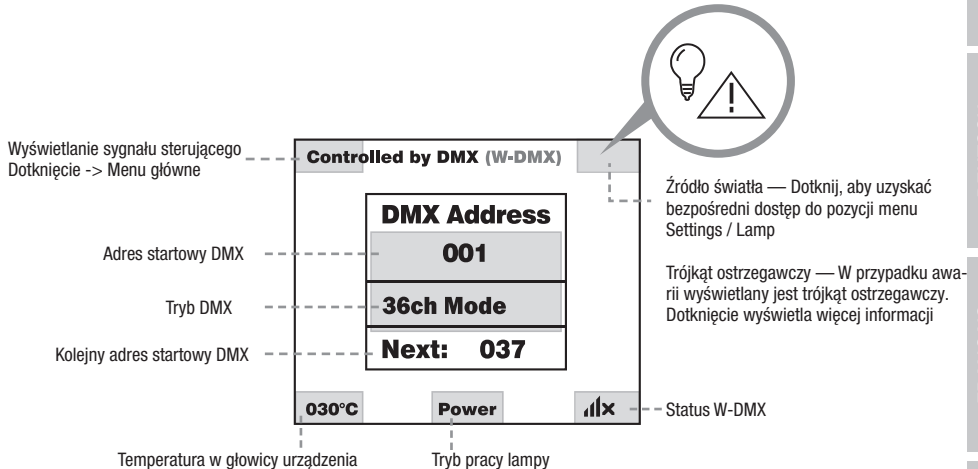 Wyświetlanie sygnału sterującego
Dotknięcie -> Menu główne
Controlled by DMX (W-DMX)
Źródło światła — Dotknij, aby uzyskać
bezpośredni dostęp do pozycji menu
Settings / Lamp
Trójkąt ostrzegawczy — W przypadku awa-
rii wyświetlany jest trójkąt ostrzegawczy.
Dotknięcie wyświetla więcej informacji
DMX Address
Adres startowy DMX
001
Tryb DMX
36ch Mode
Kolejny adres startowy DMX
Next: 037
030°C
Power
Status W-DMX
Temperatura w głowicy urządzenia
Tryb pracy lampy